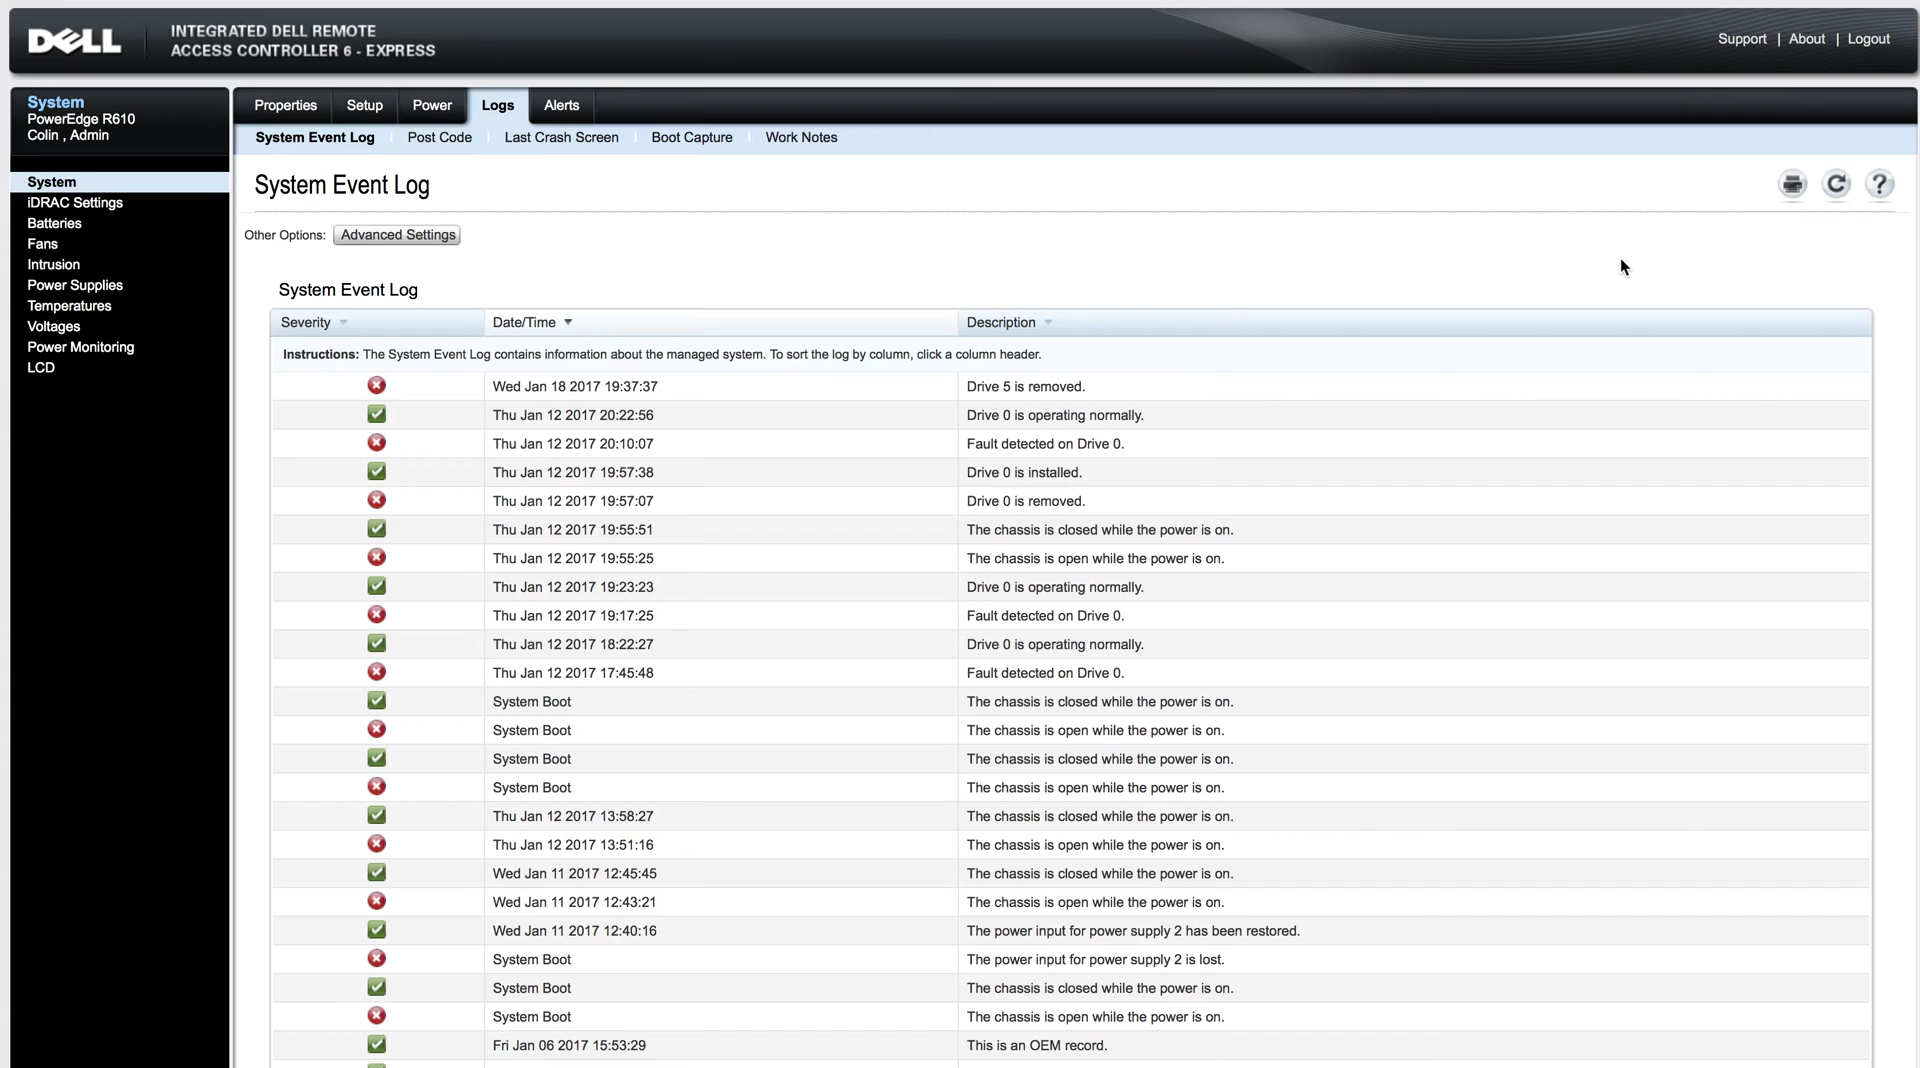 DELL
INTEGRATED DELL REMOTE
ACCESS CONTROLLER 6 - EXPRESS
Support | About | Logout
System
PowerEdge R610
Colin , Admin
System
iDRAC Settings
Batteries
Fans
Intrusion
Power Supplies
Temperatures
Voltages
Power Monitoring
LCD
Properties Setup Power Logs Alerts
System Event Log Post Code Last Crash Screen Boot Capture Work Notes
System Event Log
Other Options: Advanced Settings
System Event Log
Severity Date/Time Description
Instructions: The System Event Log contains information about the managed system. To sort the log by column, click a column header.
Wed Jan 18 2017 19:37:37 Drive 5 is removed.
Thu Jan 12 2017 20:22:56 Drive 0 is operating normally.
Thu Jan 12 2017 20:10:07 Fault detected on Drive 0.
Thu Jan 12 2017 19:57:38 Drive 0 is installed.
Thu Jan 12 2017 19:57:07 Drive 0 is removed.
Thu Jan 12 2017 19:55:51 The chassis is closed while the power is on.
Thu Jan 12 2017 19:55:25 The chassis is open while the power is on.
Thu Jan 12 2017 19:23:23 Drive 0 is operating normally.
Thu Jan 12 2017 19:17:25 Fault detected on Drive 0.
Thu Jan 12 2017 18:22:27 Drive 0 is operating normally.
Thu Jan 12 2017 17:45:48 Fault detected on Drive 0.
System Boot The chassis is closed while the power is on.
System Boot The chassis is open while the power is on.
System Boot The chassis is closed while the power is on.
System Boot The chassis is open while the power is on.
Thu Jan 12 2017 13:58:27 The chassis is closed while the power is on.
Thu Jan 12 2017 13:51:16 The chassis is open while the power is on.
Wed Jan 11 2017 12:45:45 The chassis is closed while the power is on.
Wed Jan 11 2017 12:43:21 The chassis is open while the power is on.
Wed Jan 11 2017 12:40:16 The power input for power supply 2 has been restored.
System Boot The power input for power supply 2 is lost.
System Boot The chassis is closed while the power is on.
System Boot The chassis is open while the power is on.
Fri Jan 06 2017 15:53:29 This is an OEM record.